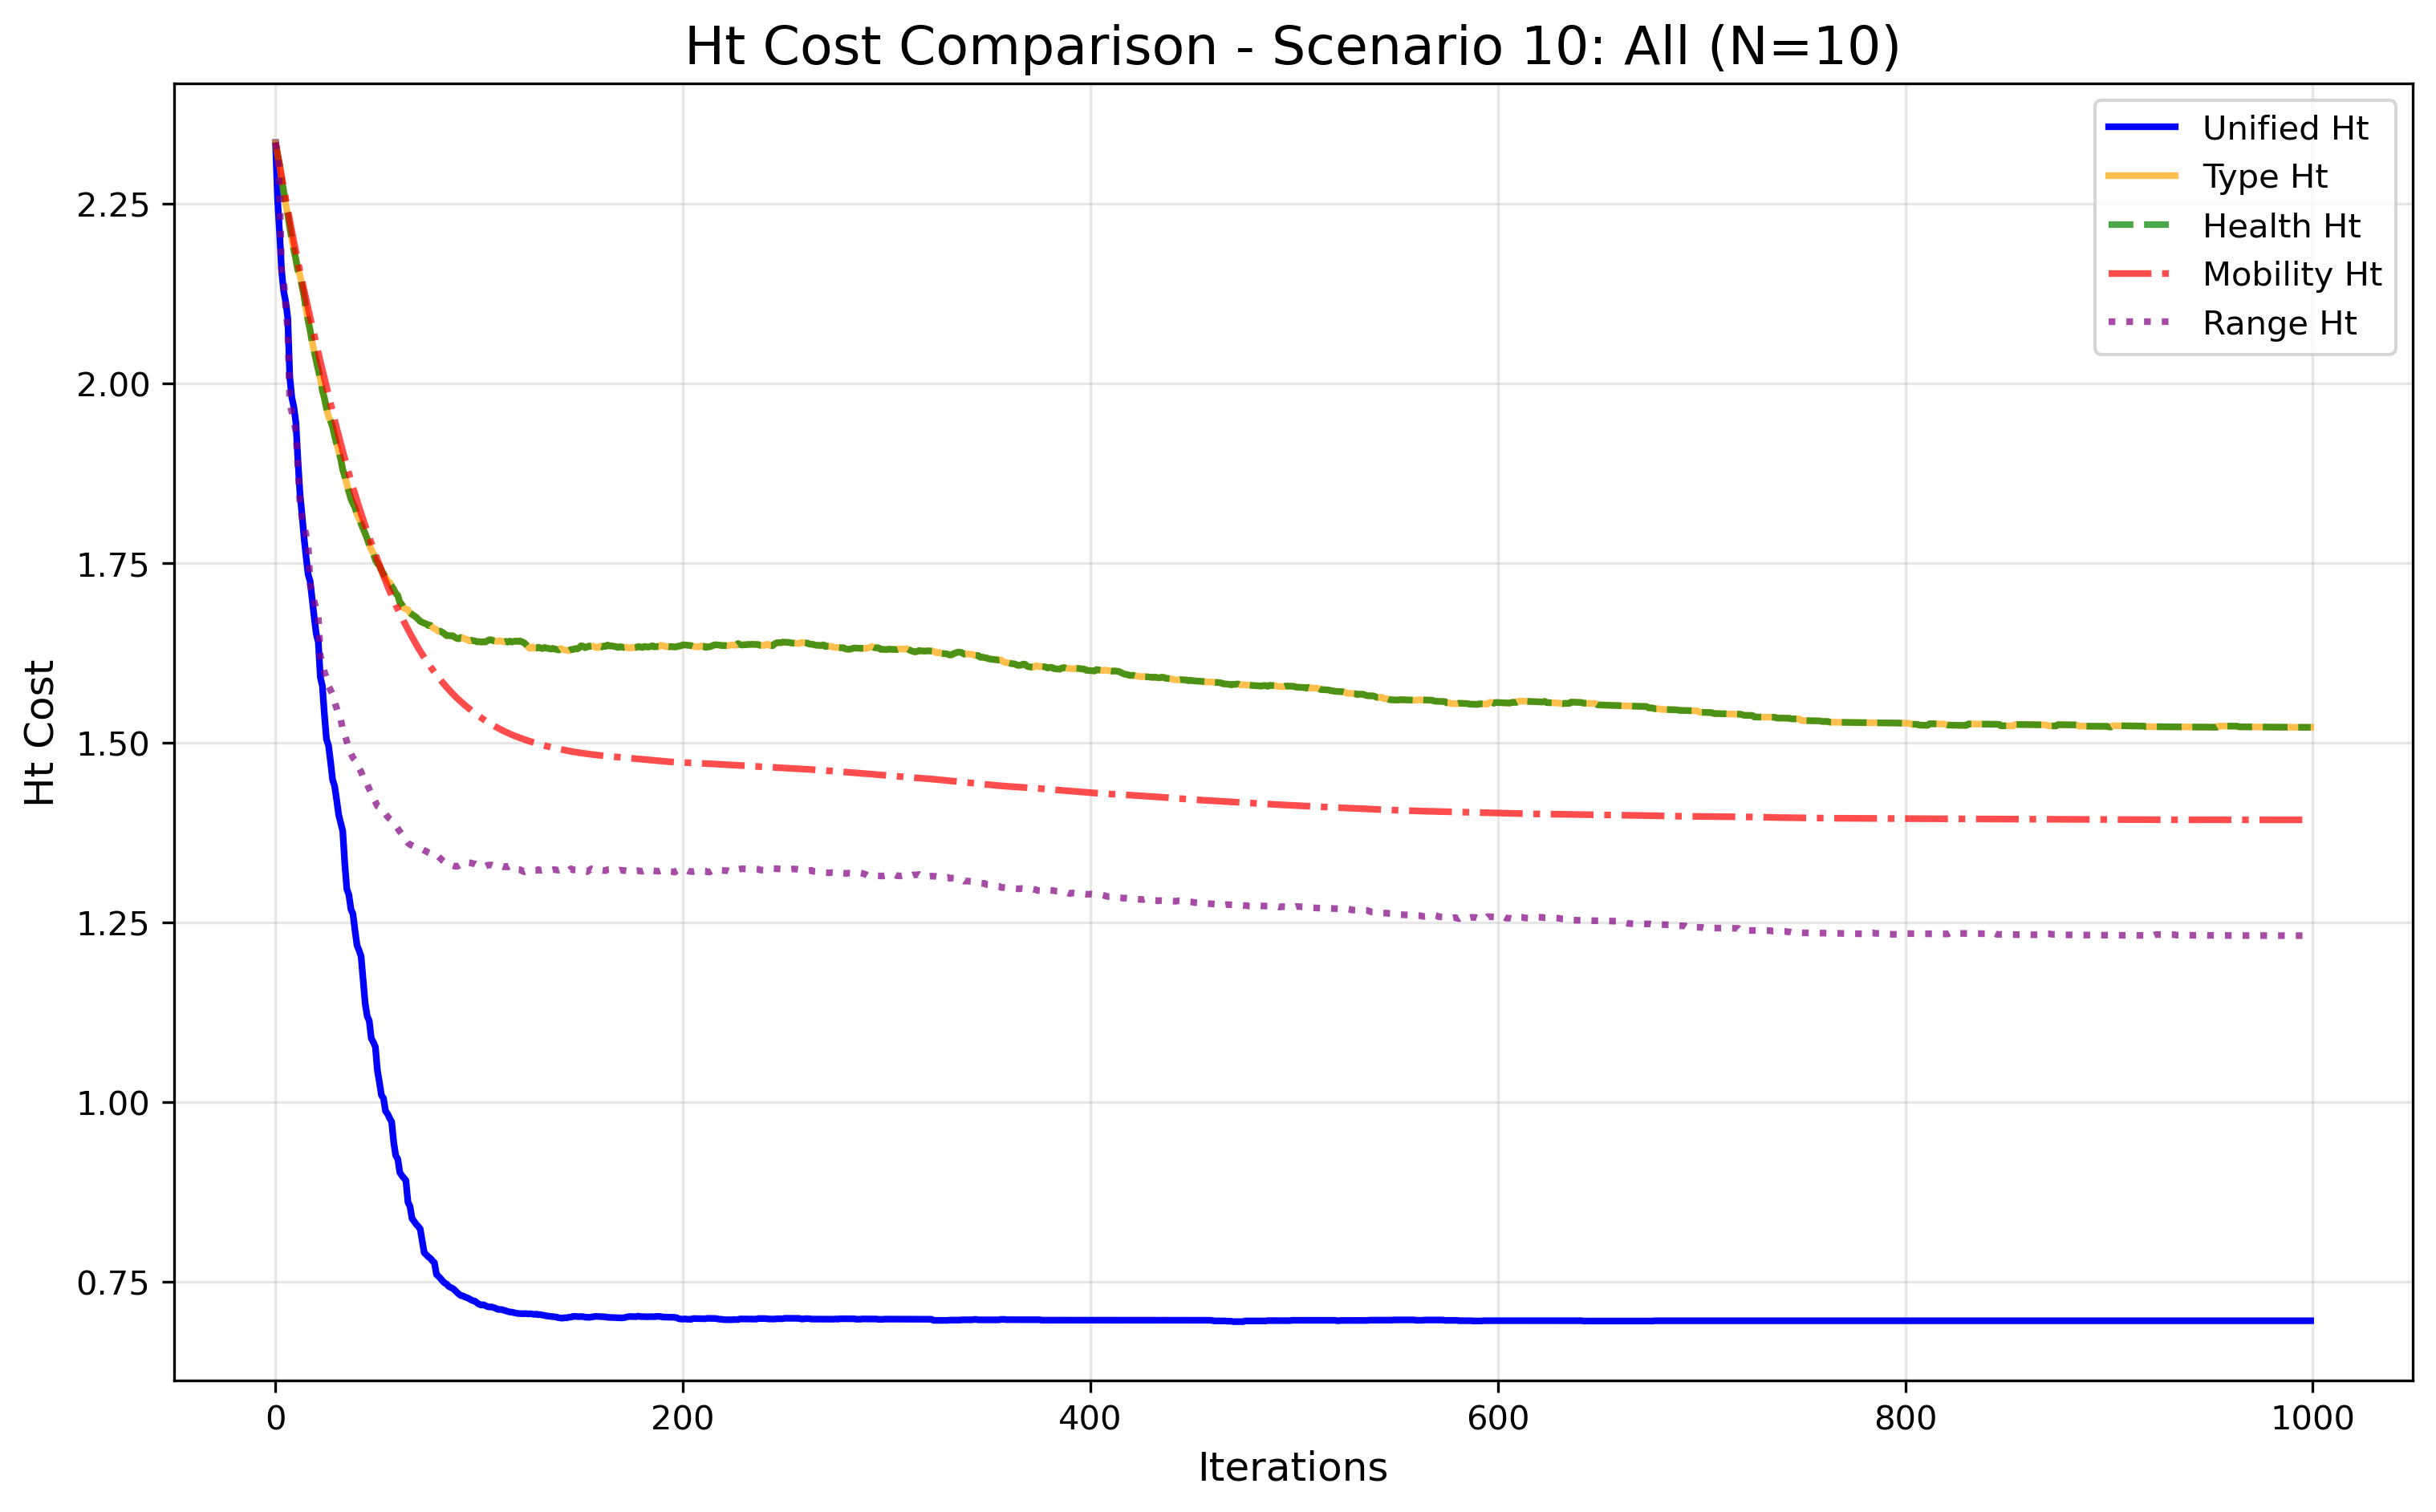 Ht Cost Comparison - Scenario 10: All (N=10)
Unified Ht
Type Ht
Health Ht
Mobility Ht
Range Ht
Ht Cost
2.25
2.00
1.75
1.50
1.25
1.00
0.75
0 200 400 600 800 1000
Iterations